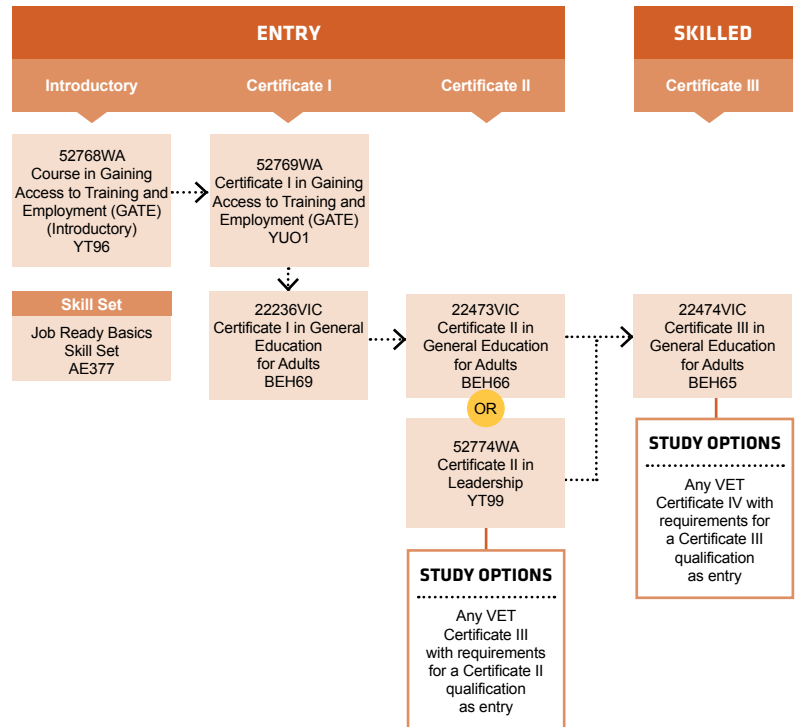 ENTRY
SKILLED
Introductory
Certificate I
Certificate II
Certificate III
52768WA
Course in Gaining
Access to Training and
Employment (GATE)
(Introductory)
YT96
52769WA
Certificate I in Gaining
Access to Training and
Employment (GATE)
YUO1
Skill Set
Job Ready Basics
Skill Set
AE377
22236VIC
Certificate I in General
Education
for Adults
BEH69
22473VIC
Certificate II in
General Education
for Adults
BEH66
OR
52774WA
Certificate II in
Leadership
YT99
22474VIC
Certificate III in
General Education
for Adults
BEH65
STUDY OPTIONS
Any VET
Certificate III
with requirements
for a Certificate II
qualification
as entry
STUDY OPTIONS
Any VET
Certificate IV with
requirements for
a Certificate III
qualification
as entry